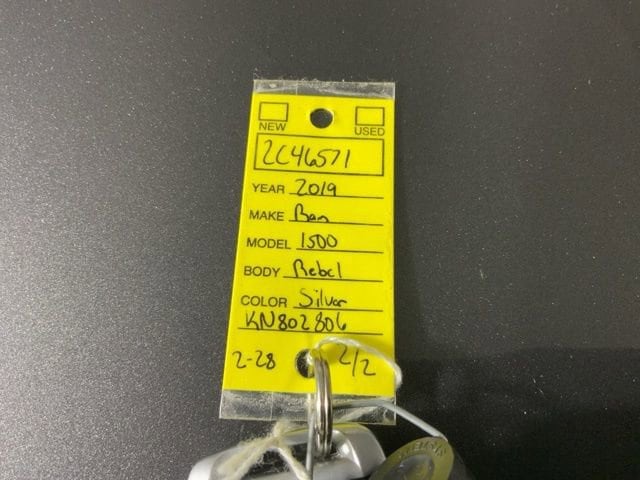 NEW USED
2C46571
YEAR 2019
MAKE Ram
MODEL 1500
BODY Rebel
COLOR Silver
KN802806
2-28 2/2